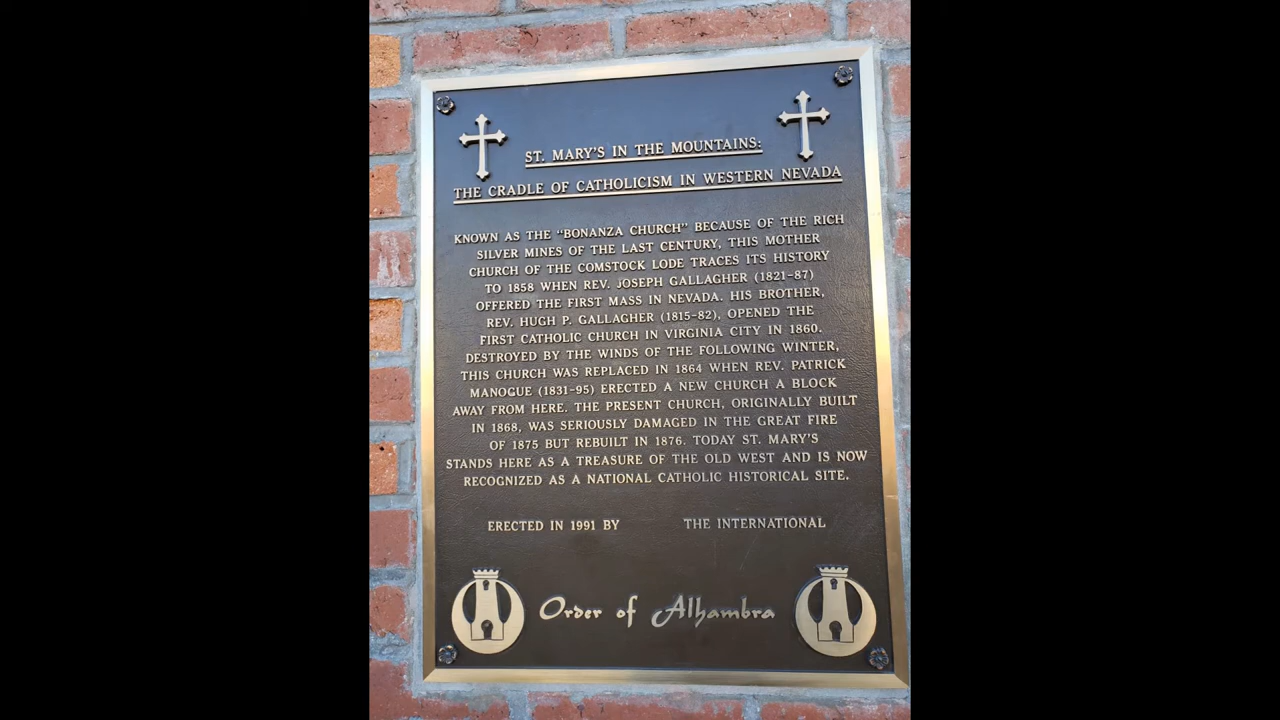 ST. MARY'S IN THE MOUNTAINS:
THE CRADLE OF CATHOLICISM IN WESTERN NEVADA
KNOWN AS THE "BONANZA CHURCH" BECAUSE OF THE RICH
SILVER MINES OF THE LAST CENTURY, THIS MOTHER
CHURCH OF THE COMSTOCK LODE TRACES ITS HISTORY
TO 1858 WHEN REV. JOSEPH GALLAGHER (1821-87)
OFFERED THE FIRST MASS IN NEVADA. HIS BROTHER,
REV. HUGH P. GALLAGHER (1815-82), OPENED THE
FIRST CATHOLIC CHURCH IN VIRGINIA CITY IN 1860.
DESTROYED BY THE WINDS OF THE FOLLOWING WINTER,
THIS CHURCH WAS REPLACED IN 1864 WHEN REV. PATRICK
MANOGUE (1831-95) ERECTED A NEW CHURCH A BLOCK
AWAY FROM HERE. THE PRESENT CHURCH, ORIGINALLY BUILT
IN 1868, WAS SERIOUSLY DAMAGED IN THE GREAT FIRE
OF 1875 BUT REBUILT IN 1876. TODAY ST. MARY'S
STANDS HERE AS A TREASURE OF THE OLD WEST AND IS NOW
RECOGNIZED AS A NATIONAL CATHOLIC HISTORICAL SITE.
ERECTED IN 1991 BY THE INTERNATIONAL
Order of Alhambra